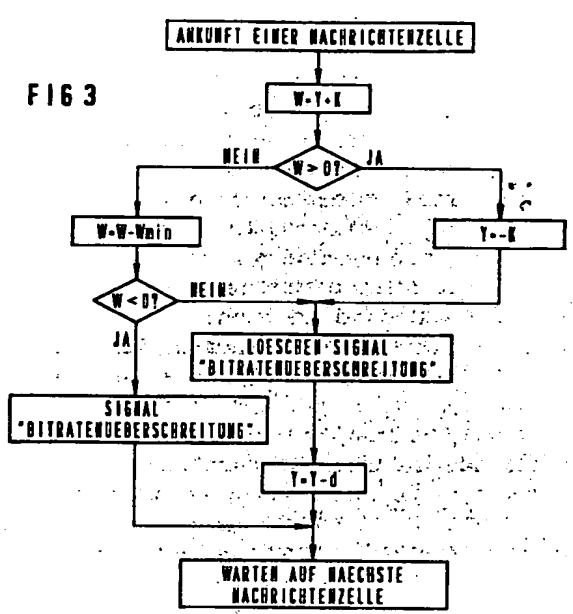 ANKUNFT EINER NACHRICHTENZELLE
FIG 3
W=Y+K
NEIN
W > 0?
JA
W=W-Wmin
Y=-K
W < 0?
NEIN
JA
LOESCHEN SIGNAL
"BITRATENUEBERSCHREITUNG"
SIGNAL
"BITRATENUEBERSCHREITUNG"
Y=Y-d
WARTEN AUF NAECHSTE
NACHRICHTENZELLE